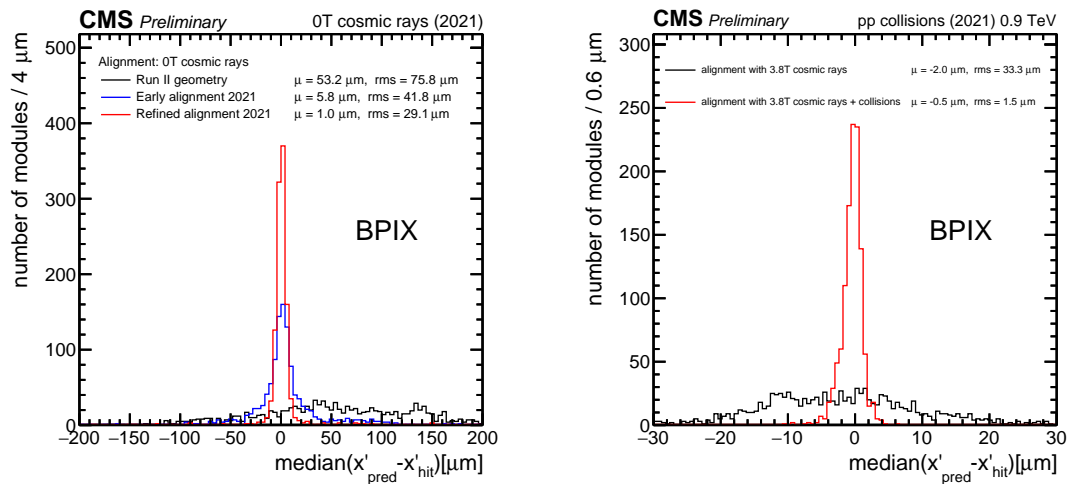 CMS Preliminary 0T cosmic rays (2021)
number of modules / 4 μm
500
400
300
200
100
0
Alignment: 0T cosmic rays
Run II geometry μ = 53.2 μm, rms = 75.8 μm
Early alignment 2021 μ = 5.8 μm, rms = 41.8 μm
Refined alignment 2021 μ = 1.0 μm, rms = 29.1 μm
BPIX
−200 −150 −100 −50 0 50 100 150 200
median(x'pred-x'hit)[μm]
CMS Preliminary pp collisions (2021) 0.9 TeV
number of modules / 0.6 μm
300
250
200
150
100
50
0
alignment with 3.8T cosmic rays μ = -2.0 μm, rms = 33.3 μm
alignment with 3.8T cosmic rays + collisions μ = -0.5 μm, rms = 1.5 μm
BPIX
−30 −20 −10 0 10 20 30
median(x'pred-x'hit)[μm]